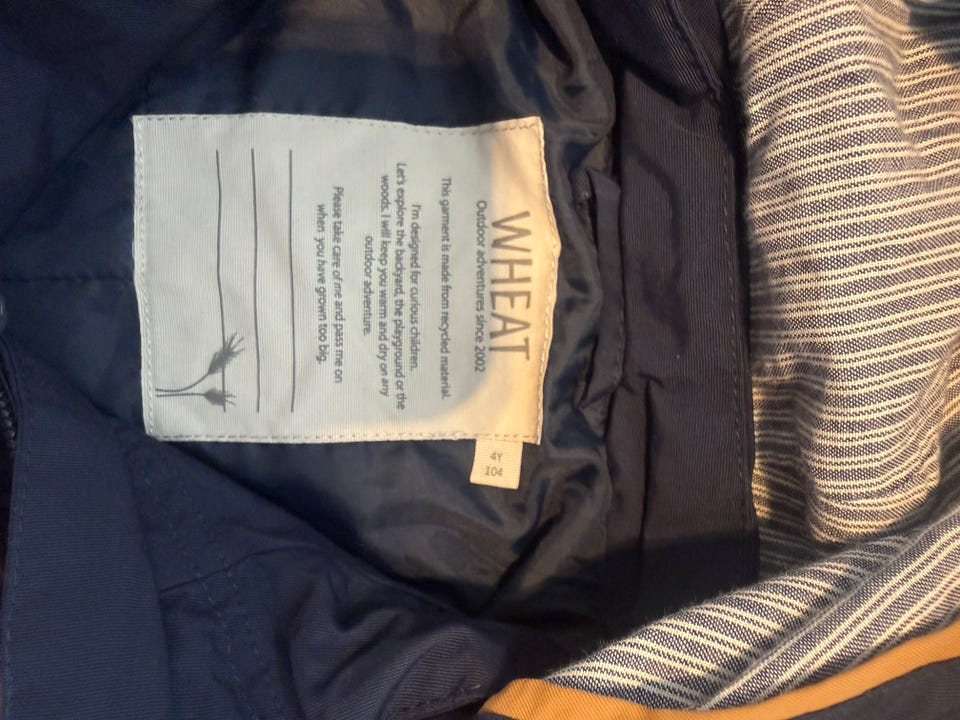 WHEAT
Outdoor adventures since 2002
This garment is made from recycled material.
I'm designed for curious children.
Let's explore the backyard, the playground or the
woods. I will keep you warm and dry on any
outdoor adventure.
Please take care of me and pass me on
when you have grown too big.
4Y
104